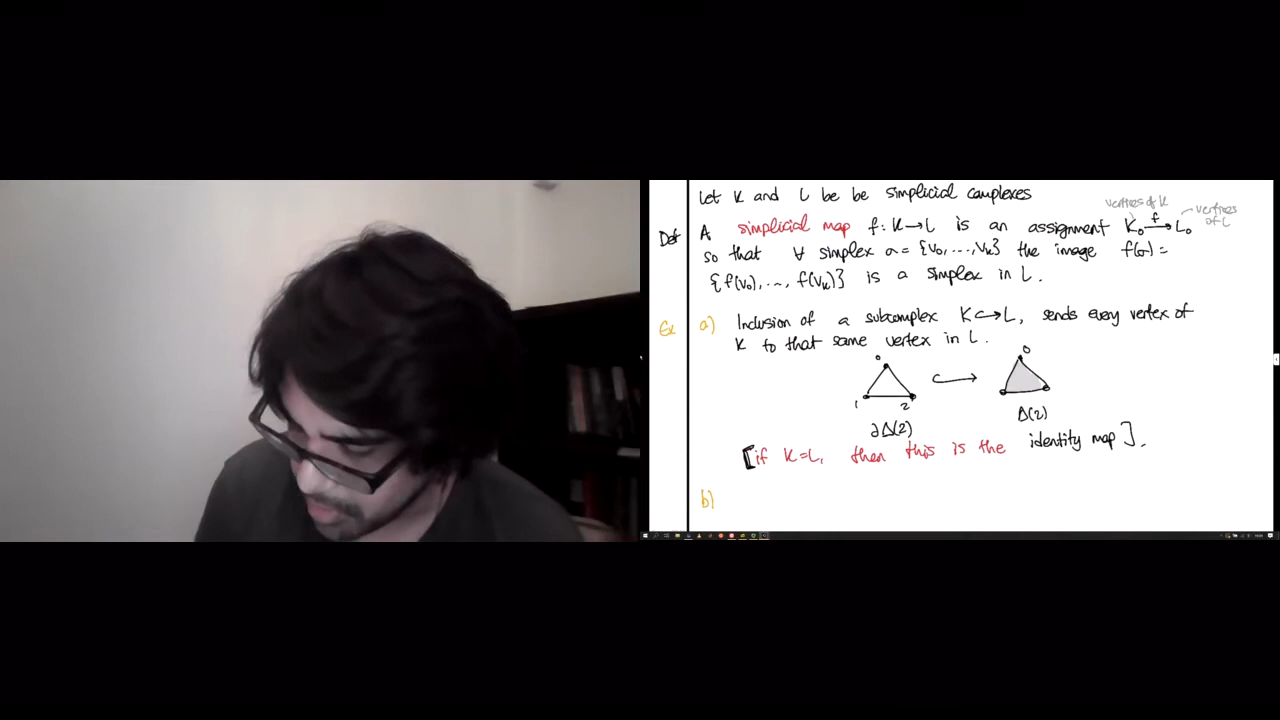 Let K and L be be simplicial complexes
vertices of K
vertices of L
Def A simplicial map f: K→L is an assignment K₀ →f L₀
so that ∀ simplex σ = {v₀,...,vₖ} the image f(σ) =
{f(v₀),..., f(vₖ)} is a simplex in L.
Ex a) Inclusion of a subcomplex K↪L, sends every vertex of
K to that same vertex in L.
0
0
1 2
∂Δ(2) ↪ Δ(2)
[if K=L, then this is the identity map].
b)